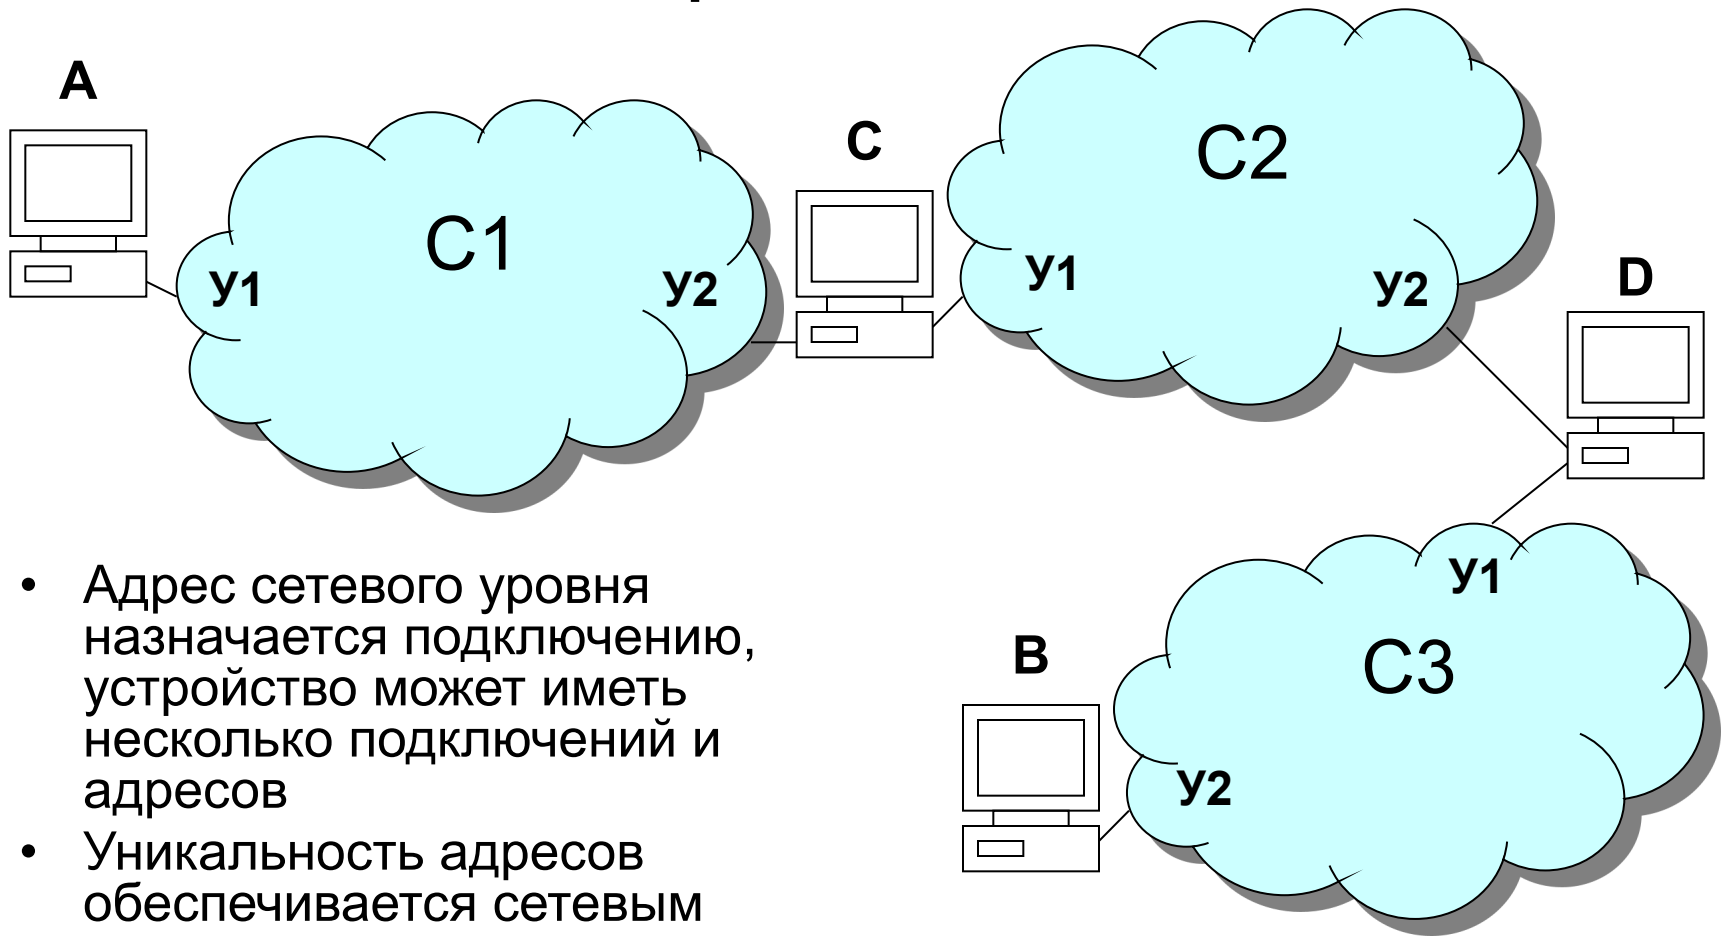 A
C
C2
C1
У1
У2
У1
У2
D
У1
C3
B
У2
• Адрес сетевого уровня
назначается подключению,
устройство может иметь
несколько подключений и
адресов
• Уникальность адресов
обеспечивается сетевым